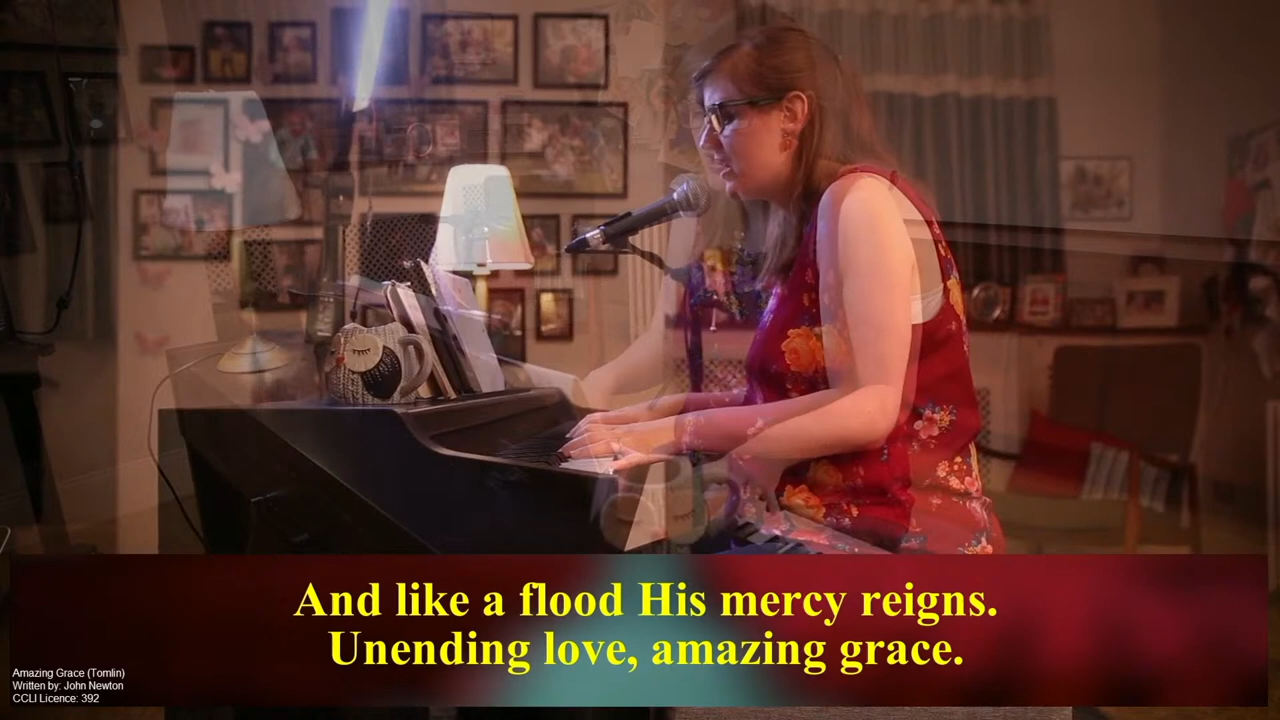 And like a flood His mercy reigns.
Unending love, amazing grace.
Amazing Grace (Tomlin)
Written by: John Newton
CCLI Licence: 392